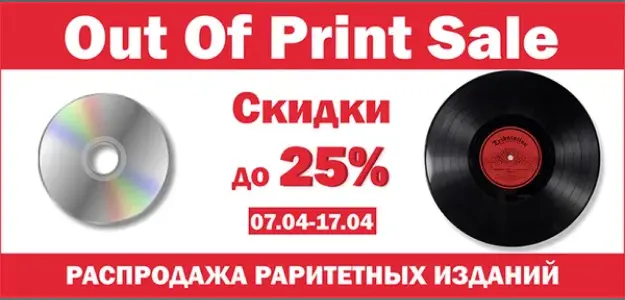 Out Of Print Sale
Скидки
до 25%
07.04-17.04
РАСПРОДАЖА РАРИТЕТНЫХ ИЗДАНИЙ